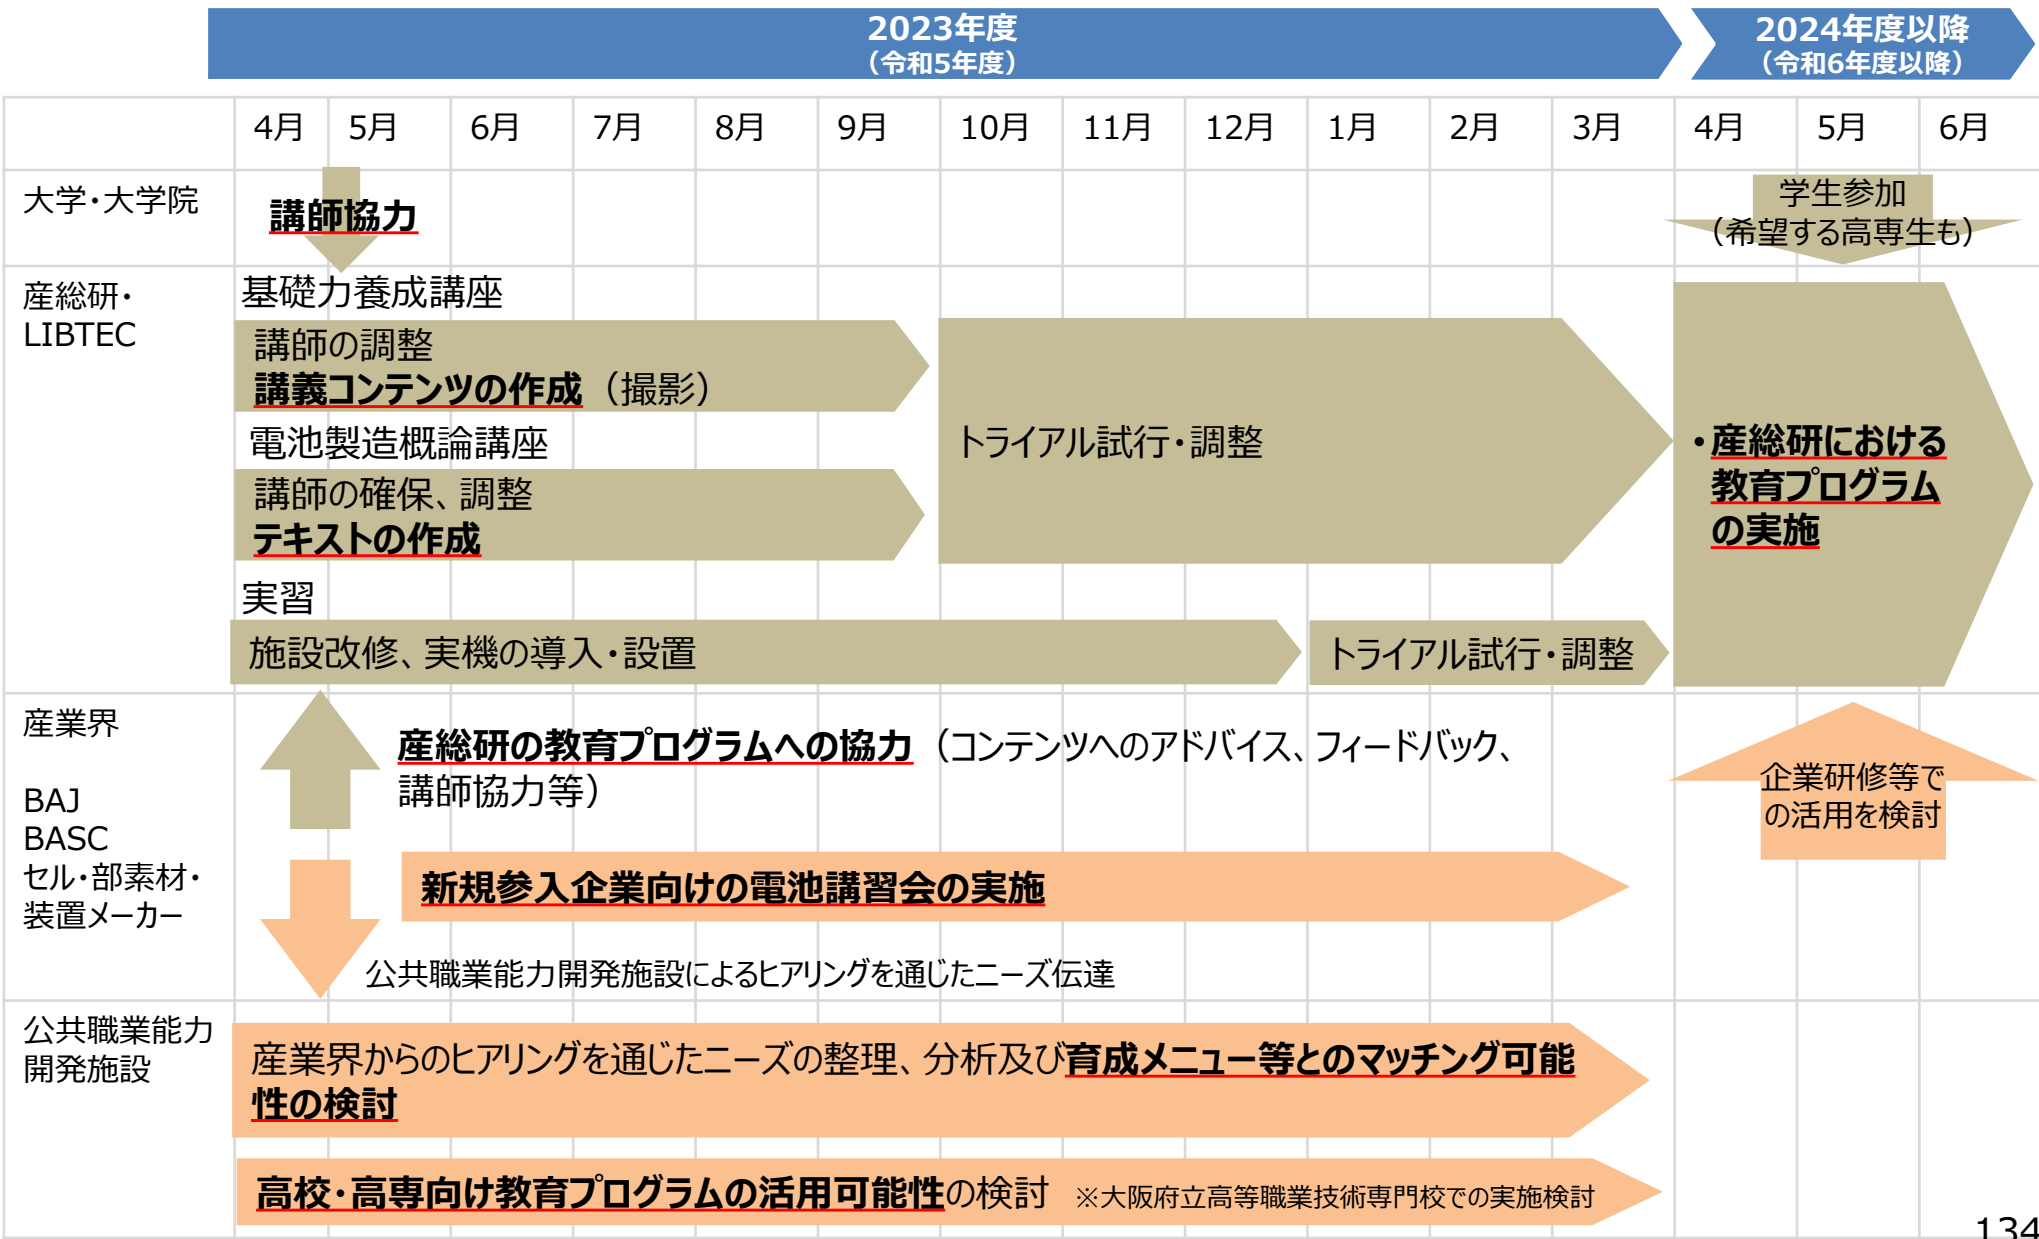 2023年度
（令和5年度）
2024年度以降
（令和6年度以降）
4月 5月 6月 7月 8月 9月 10月 11月 12月 1月 2月 3月 4月 5月 6月
大学・大学院
講師協力
学生参加
（希望する高専生も）
産総研・
LIBTEC
基礎力養成講座
講師の調整
講義コンテンツの作成（撮影）
電池製造概論講座
講師の確保、調整
テキストの作成
トライアル試行・調整
・産総研における
教育プログラム
の実施
実習
施設改修、実機の導入・設置
トライアル試行・調整
産業界
BAJ
BASC
セル・部素材・
装置メーカー
産総研の教育プログラムへの協力（コンテンツへのアドバイス、フィードバック、
講師協力等）
企業研修等で
の活用を検討
新規参入企業向けの電池講習会の実施
公共職業能力開発施設によるヒアリングを通じたニーズ伝達
公共職業能力
開発施設
産業界からのヒアリングを通じたニーズの整理、分析及び育成メニュー等とのマッチング可能
性の検討
高校・高専向け教育プログラムの活用可能性の検討 ※大阪府立高等職業技術専門校での実施検討
134